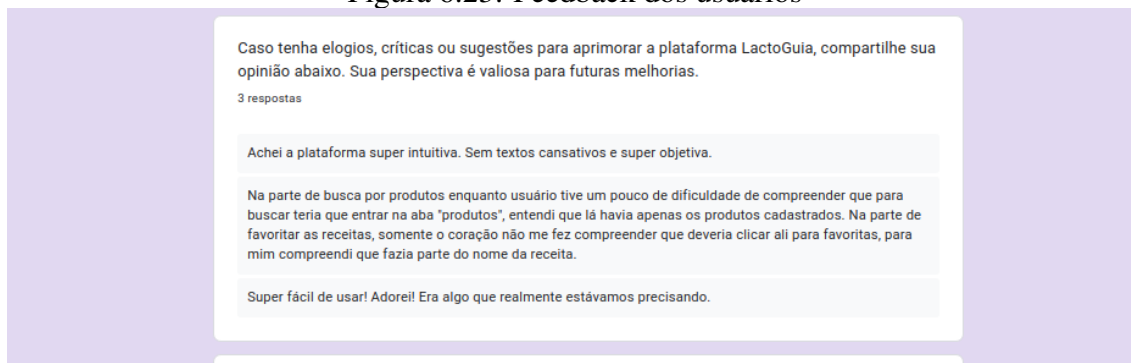 Figura 6.25: Feedback dos usuários
Caso tenha elogios, críticas ou sugestões para aprimorar a plataforma LactoGuia, compartilhe sua
opinião abaixo. Sua perspectiva é valiosa para futuras melhorias.
3 respostas
Achei a plataforma super intuitiva. Sem textos cansativos e super objetiva.
Na parte de busca por produtos enquanto usuário tive um pouco de dificuldade de compreender que para
buscar teria que entrar na aba "produtos", entendi que lá havia apenas os produtos cadastrados. Na parte de
favoritar as receitas, somente o coração não me fez compreender que deveria clicar ali para favoritas, para
mim compreendi que fazia parte do nome da receita.
Super fácil de usar! Adorei! Era algo que realmente estávamos precisando.